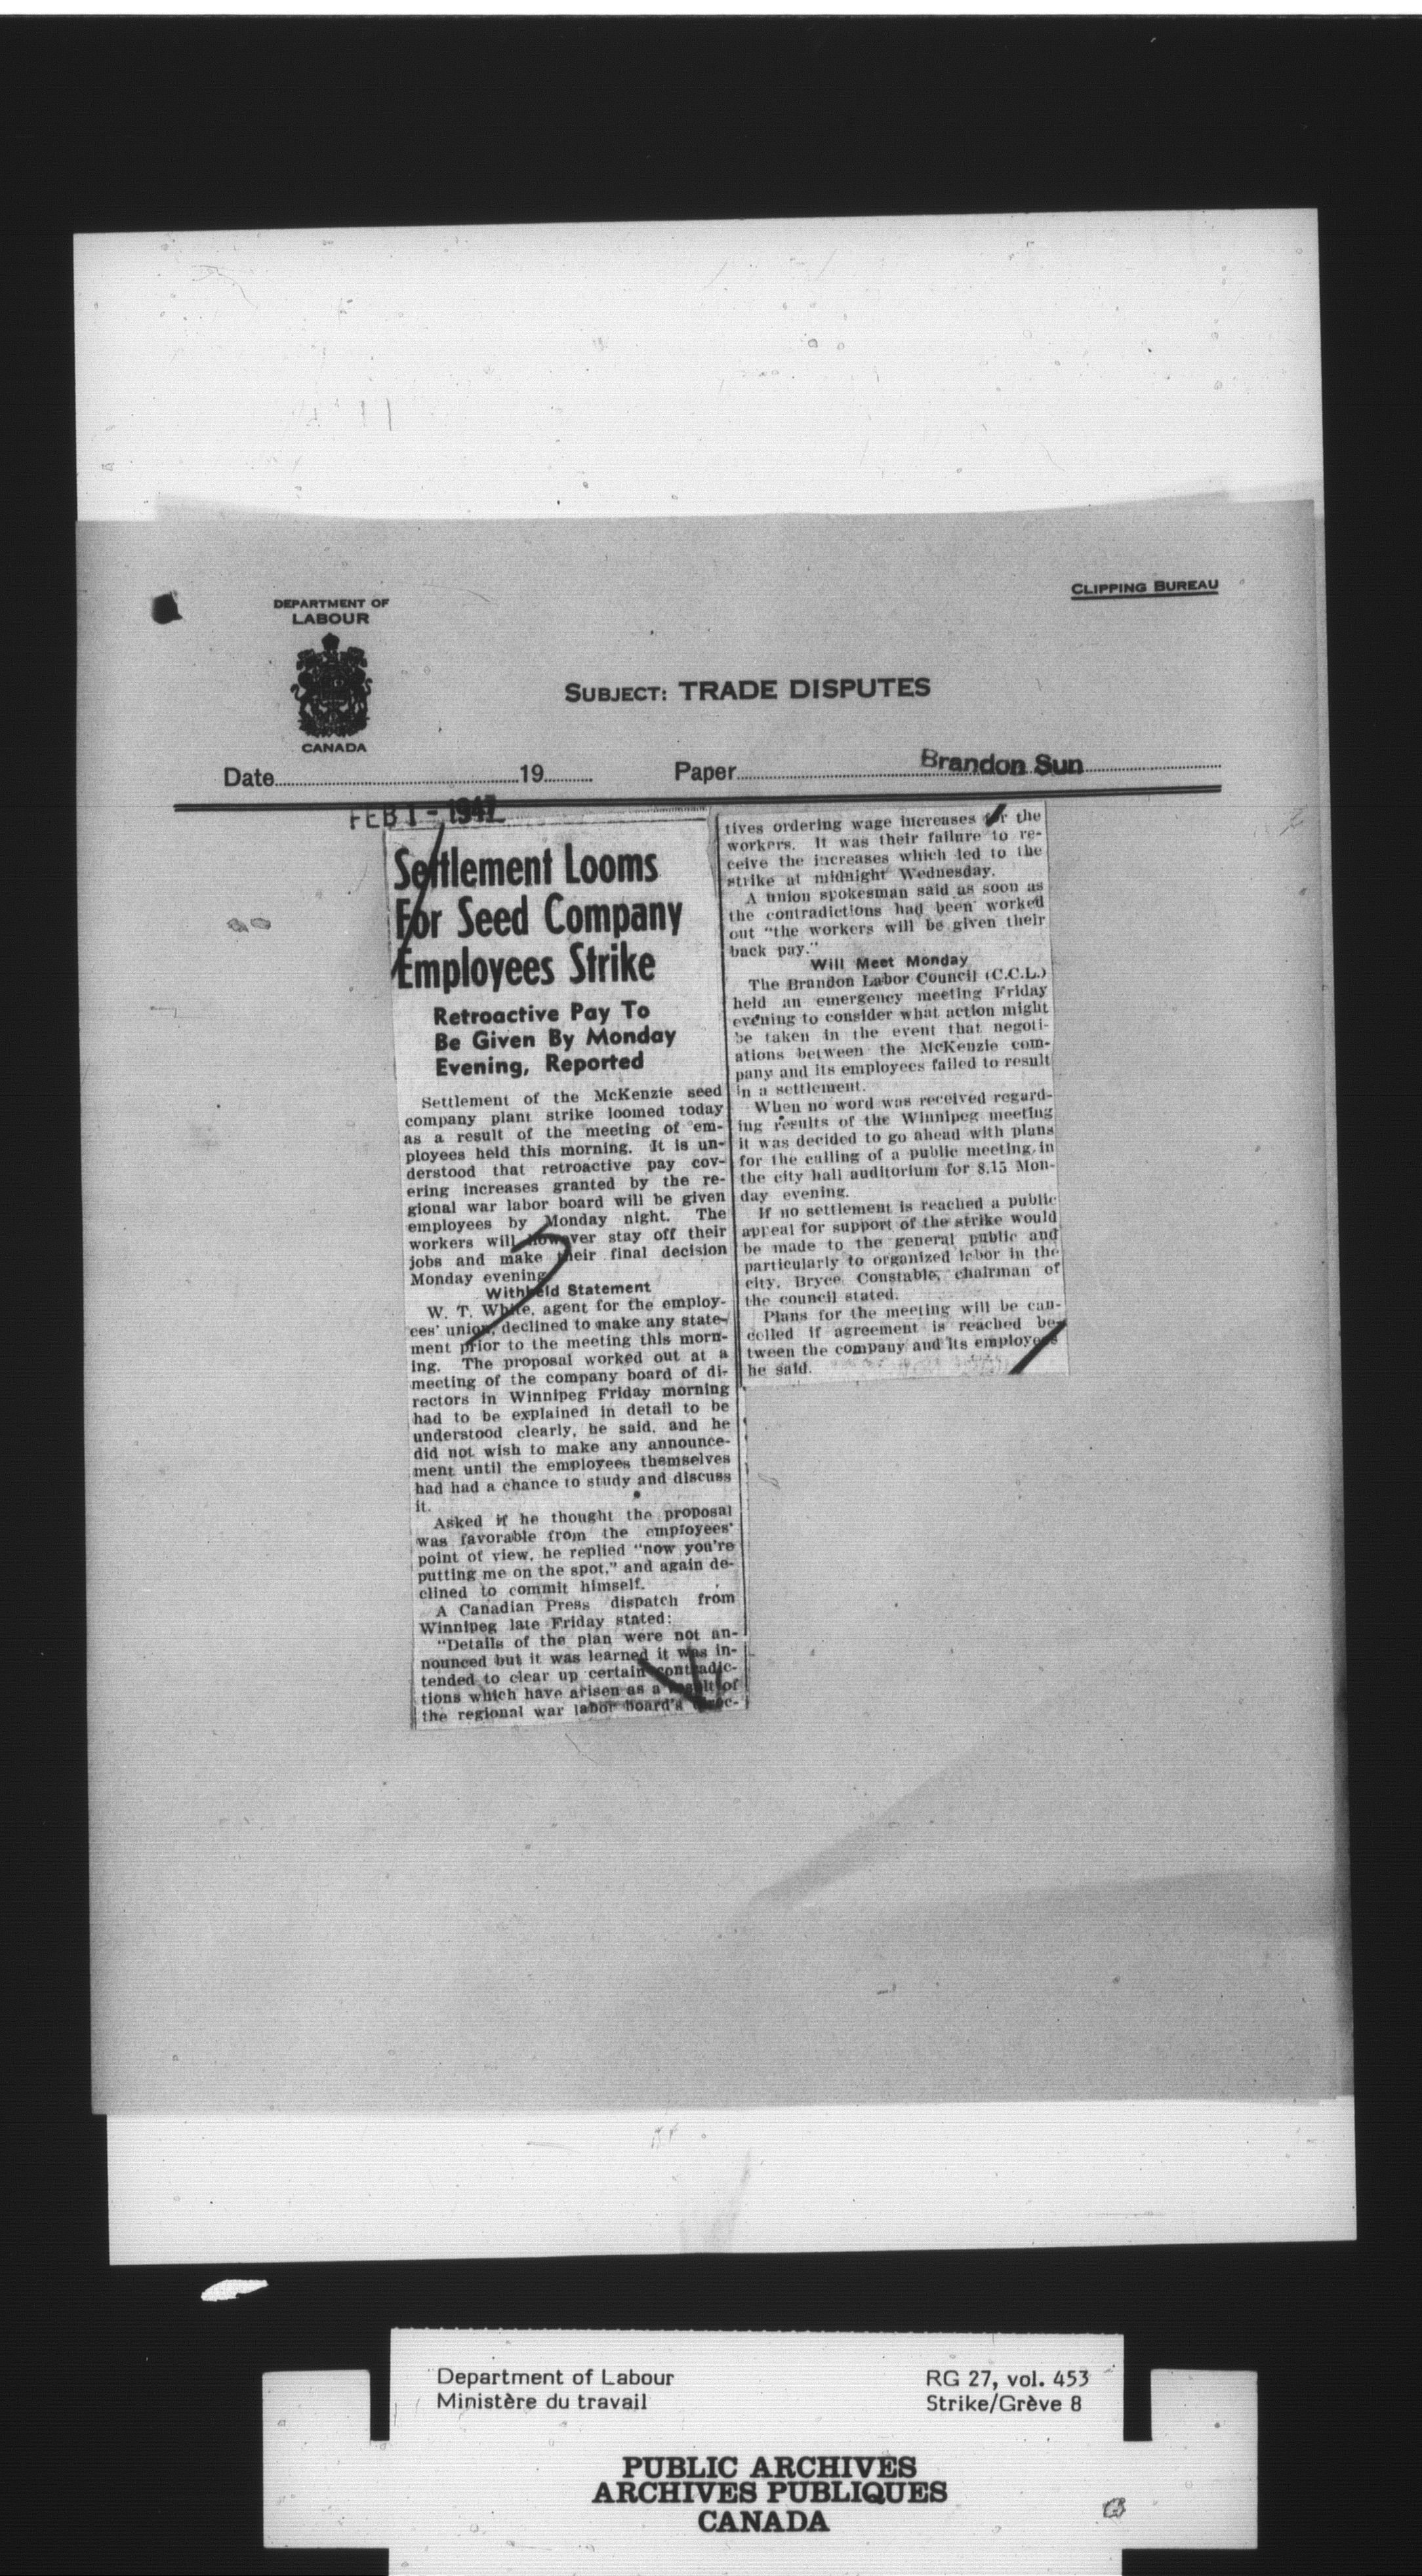 CLIPPING BUREAU
DEPARTMENT OF
LABOUR
CANADA
SUBJECT: TRADE DISPUTES
Date 19 Paper Brandon Sun
FEB 1 - 1947
Settlement Looms
For Seed Company
Employees Strike
Retroactive Pay To
Be Given By Monday
Evening, Reported
Settlement of the McKenzie seed
company plant strike loomed today
as a result of the meeting of em-
ployees held this morning. It is un-
derstood that retroactive pay cov-
ering increases granted by the re-
gional war labor board will be given
employees by Monday night. The
workers will however stay off their
jobs and make their final decision
Monday evening
Withheld Statement
W. T. White, agent for the employ-
ees' union, declined to make any state-
ment prior to the meeting this morn-
ing. The proposal worked out at a
meeting of the company board of di-
rectors in Winnipeg Friday morning
had to be explained in detail to be
understood clearly, he said, and he
did not wish to make any announce-
ment until the employees themselves
had had a chance to study and discuss
it.
Asked if he thought the proposal
was favorable from the employees'
point of view, he replied "now you're
putting me on the spot," and again de-
clined to commit himself.
A Canadian Press dispatch from
Winnipeg late Friday stated:
"Details of the plan were not an-
nounced but it was learned it was in-
tended to clear up certain contradic-
tions which have arisen as a result of
the regional war labor board's direc-
tives ordering wage increases for the
workers. It was their failure to re-
ceive the increases which led to the
strike at midnight Wednesday.
A union spokesman said as soon as
the contradictions had been worked
out "the workers will be given their
back pay."
Will Meet Monday
The Brandon Labor Council (C.C.L.)
held an emergency meeting Friday
evening to consider what action might
be taken in the event that negoti-
ations between the McKenzie com-
pany and its employees failed to result
in a settlement.
When no word was received regard-
ing results of the Winnipeg meeting
it was decided to go ahead with plans
for the calling of a public meeting in
the city hall auditorium for 8.15 Mon-
day evening.
If no settlement is reached a public
appeal for support of the strike would
be made to the general public and
particularly to organized labor in the
city, Bryce Constable, chairman of
the council stated.
Plans for the meeting will be can-
celled if agreement is reached be-
tween the company and its employees
he said.
Department of Labour
Ministère du travail
RG 27, vol. 453
Strike/Grève 8
PUBLIC ARCHIVES
ARCHIVES PUBLIQUES
CANADA